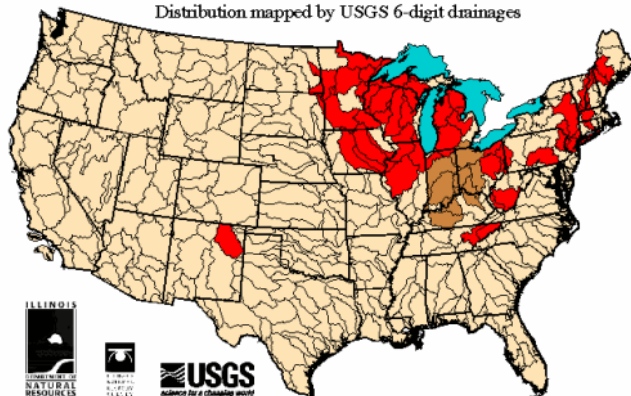 Distribution mapped by USGS 6-digit drainages
ILLINOIS
DEPARTMENT OF
NATURAL
RESOURCES
USGS
science for a changing world